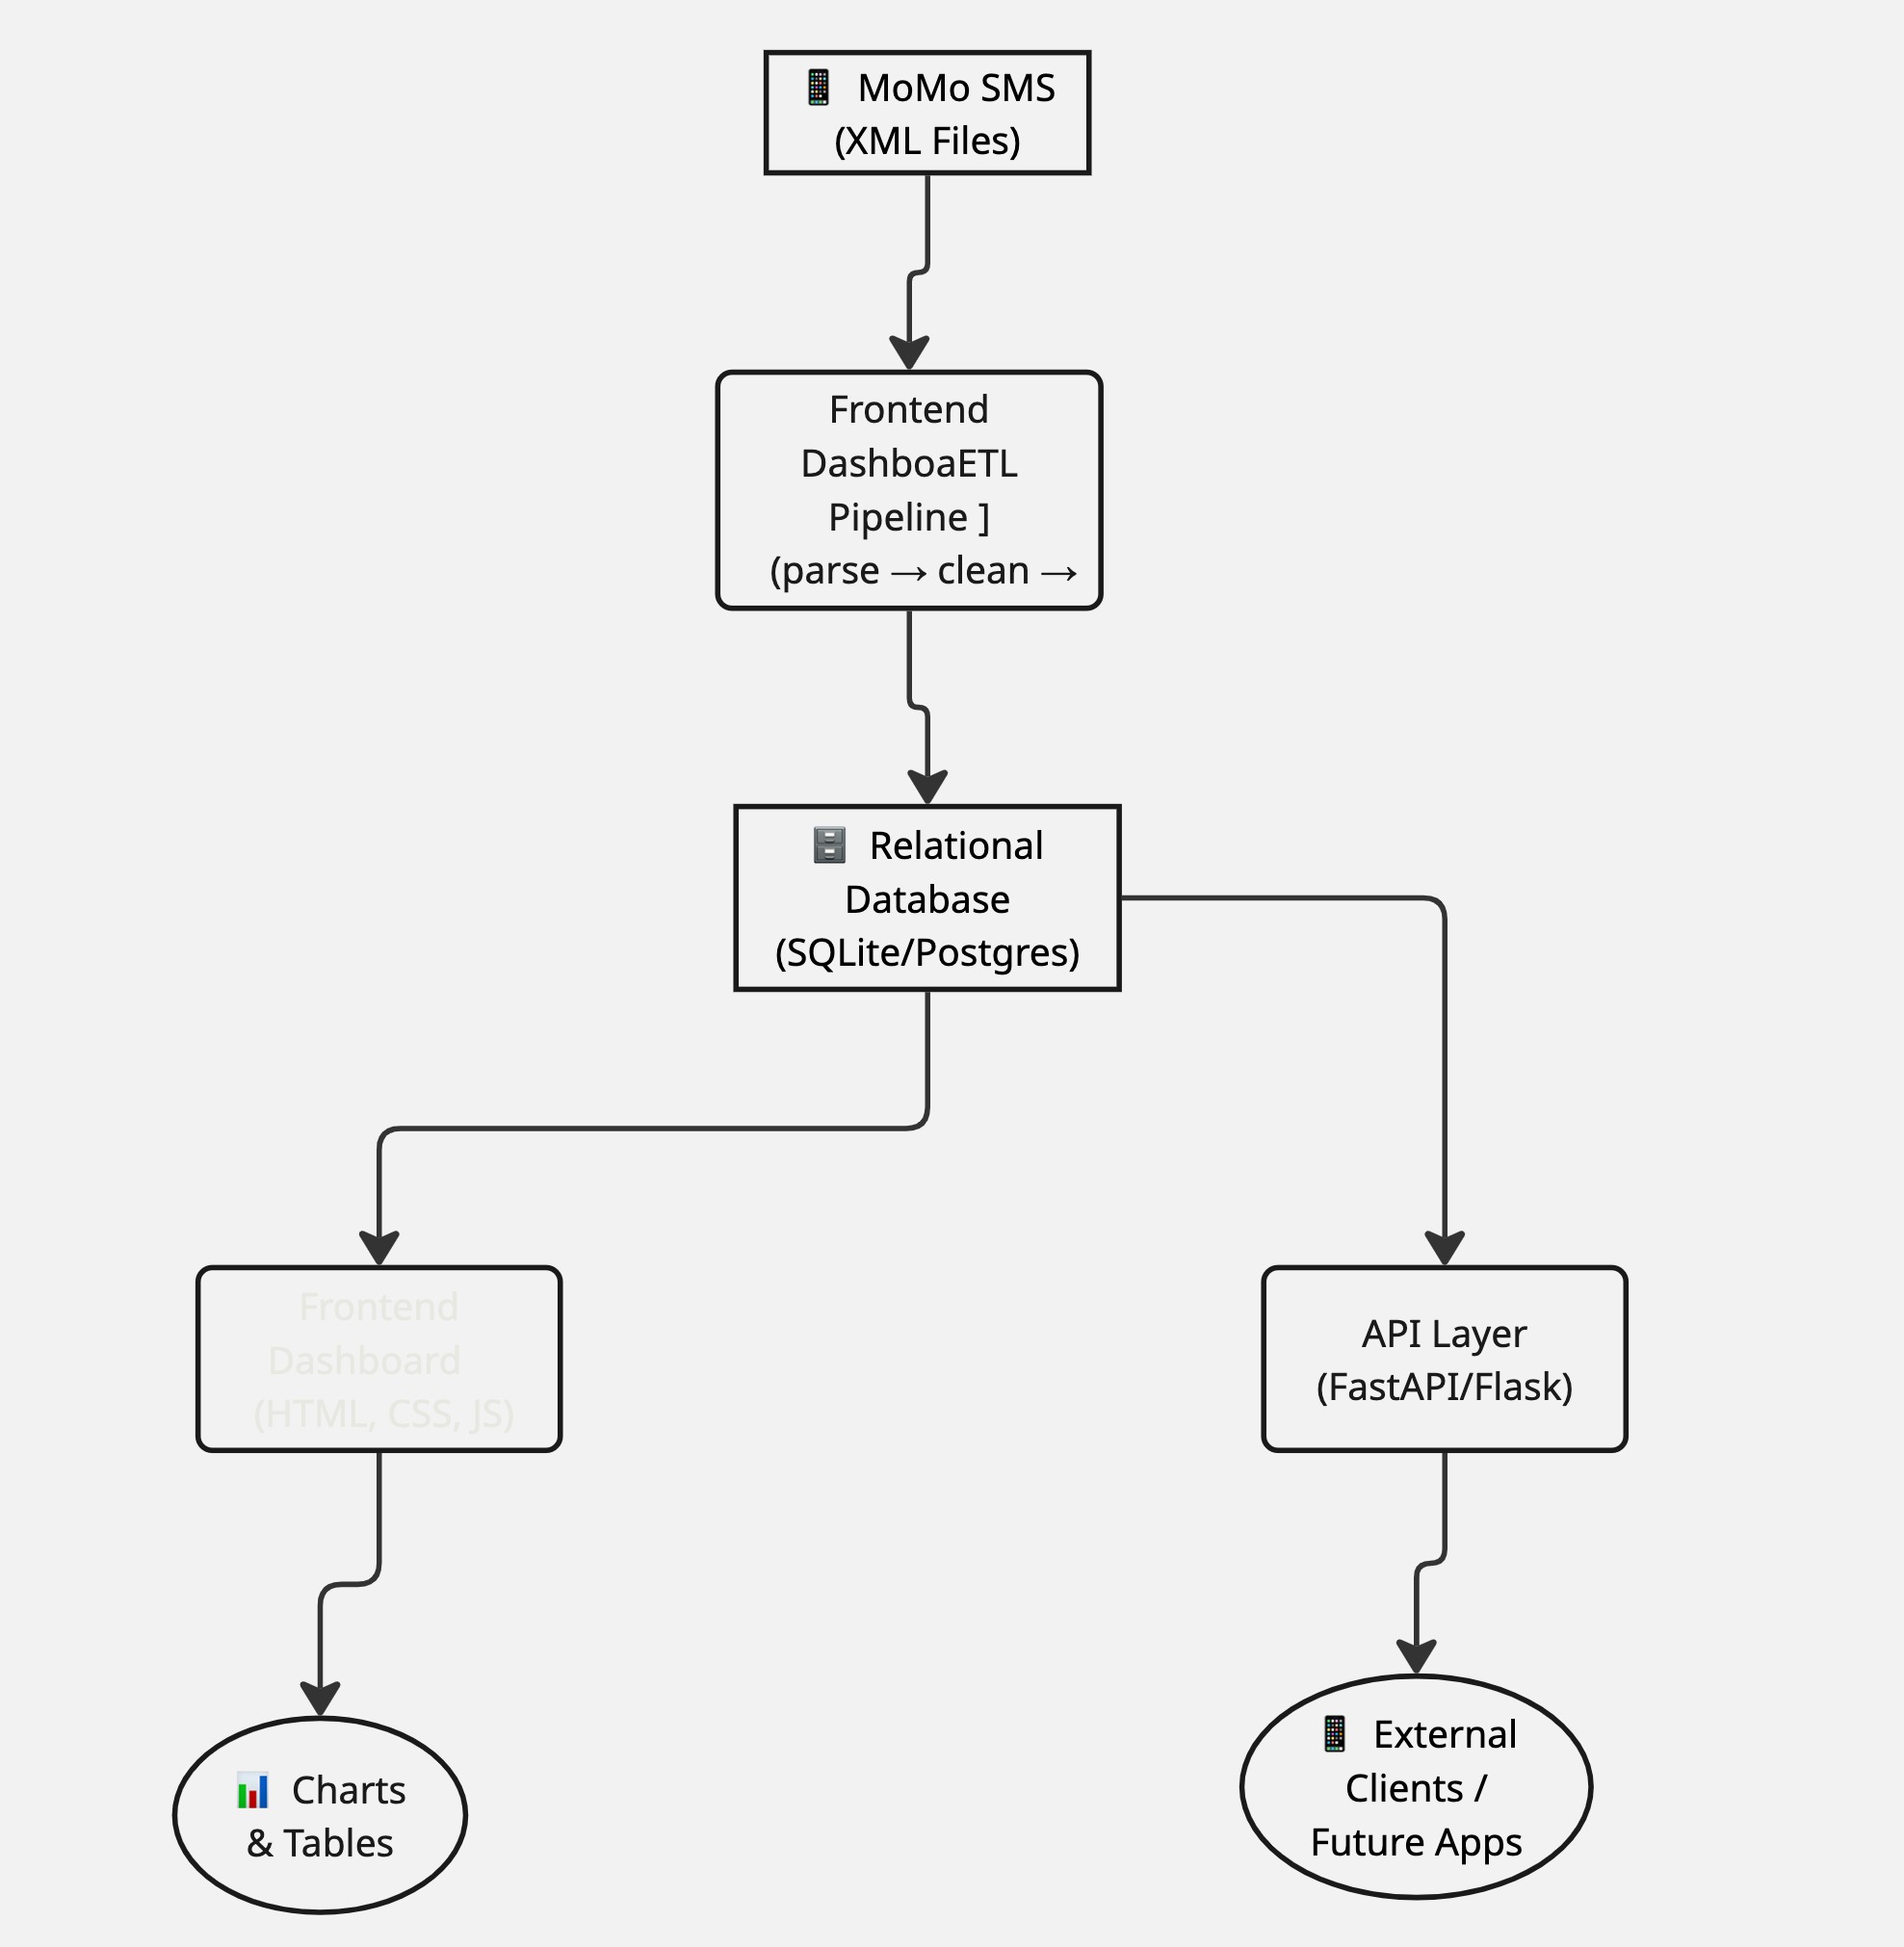 📱 MoMo SMS
(XML Files)
Frontend
DashboaETL
Pipeline ]
(parse → clean →
🗄️ Relational
Database
(SQLite/Postgres)
Frontend
Dashboard
(HTML, CSS, JS)
API Layer
(FastAPI/Flask)
📊 Charts
& Tables
📱 External
Clients /
Future Apps